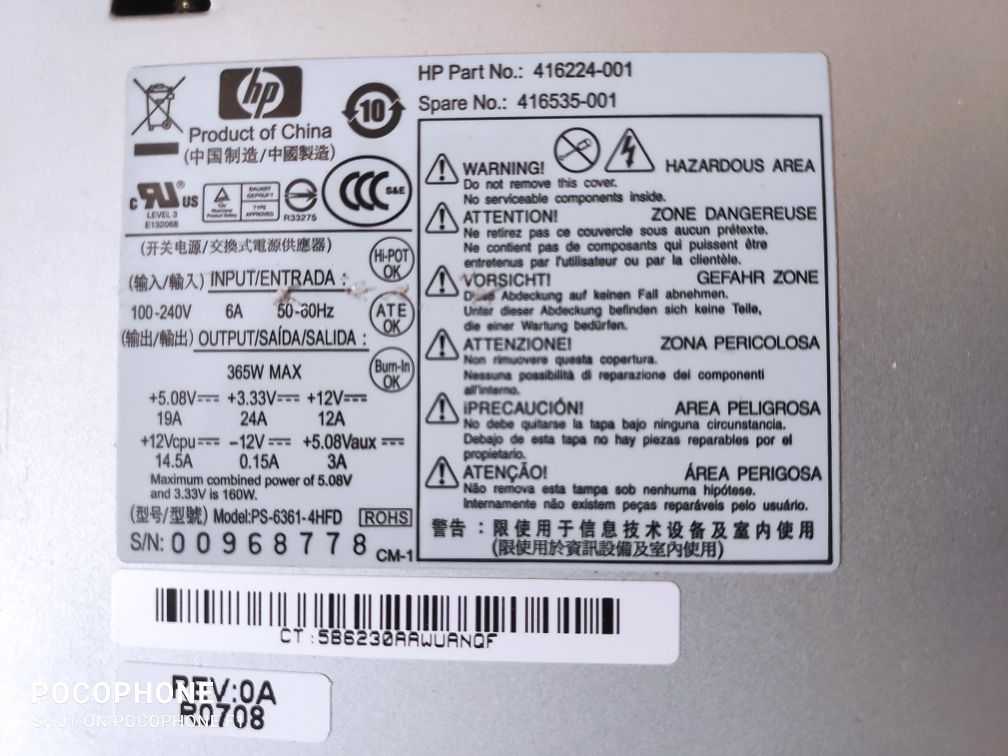 hp
10
HP Part No.: 416224-001
Spare No.: 416535-001
Product of China
(中国制造/中國製造)
c RU® US
LEVEL 3
E132068
BAUART GEPRÜFT
TYPE APPROVED
R33275
CCC S&E
(开关电源/交換式電源供應器)
Hi-POT OK
(输入/輸入) INPUT/ENTRADA :
100-240V 6A 50-60Hz
ATE OK
(输出/輸出) OUTPUT/SAÍDA/SALIDA :
365W MAX
Burn-In OK
+5.08V +3.33V +12V
19A 24A 12A
+12Vcpu -12V +5.08Vaux
14.5A 0.15A 3A
Maximum combined power of 5.08V
and 3.33V is 160W.
(型号/型號) Model:PS-6361-4HFD ROHS
S/N: 00968778 CM-1
WARNING! HAZARDOUS AREA
Do not remove this cover.
No serviceable components inside.
ATTENTION! ZONE DANGEREUSE
Ne retirez pas ce couvercle sous aucun prétexte.
Ne contient pas de composants qui puissent être
entretenus par l'utilisateur ou par la clientèle.
VORSICHT! GEFAHR ZONE
Diese Abdeckung auf keinen Fall abnehmen.
Unter dieser Abdeckung befinden sich keine Teile,
die einer Wartung bedürfen.
ATTENZIONE! ZONA PERICOLOSA
Non rimuovere questa copertura.
Nessuna possibilità di reparazione dei componenti
all'interno.
¡PRECAUCIÓN! AREA PELIGROSA
No debe quitarse la tapa bajo ninguna circunstancia.
Debajo de esta tapa no hay piezas reparables por el
propietario.
ATENÇÃO! ÁREA PERIGOSA
Não remova esta tampa sob nenhuma hipótese.
Internamente não existem peças reparáveis pelo usuário.
警告：限使用于信息技术设备及室内使用
(限使用於資訊設備及室內使用)
CT:5B6230AAWUANQF
REV:0A
R0708
POCOPHONE
SHOT ON POCOPHONE F1